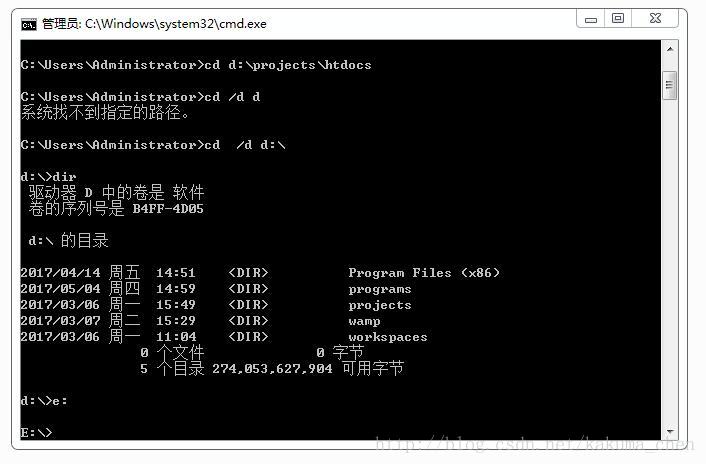 管理员: C:\Windows\system32\cmd.exe
C:\Users\Administrator>cd d:\projects\htdocs
C:\Users\Administrator>cd /d d
系统找不到指定的路径。
C:\Users\Administrator>cd  /d d:\
d:\>dir
驱动器 D 中的卷是 软件
卷的序列号是 B4FF-4D05
d:\ 的目录
2017/04/14 周五  14:51    <DIR>          Program Files (x86)
2017/05/04 周四  14:59    <DIR>          programs
2017/03/06 周一  15:49    <DIR>          projects
2017/03/07 周二  15:29    <DIR>          wamp
2017/03/06 周一  11:04    <DIR>          workspaces
0 个文件              0 字节
5 个目录 274,053,627,904 可用字节
d:\>e:
E:\>
http://blog.csdn.net/kakuma_chen